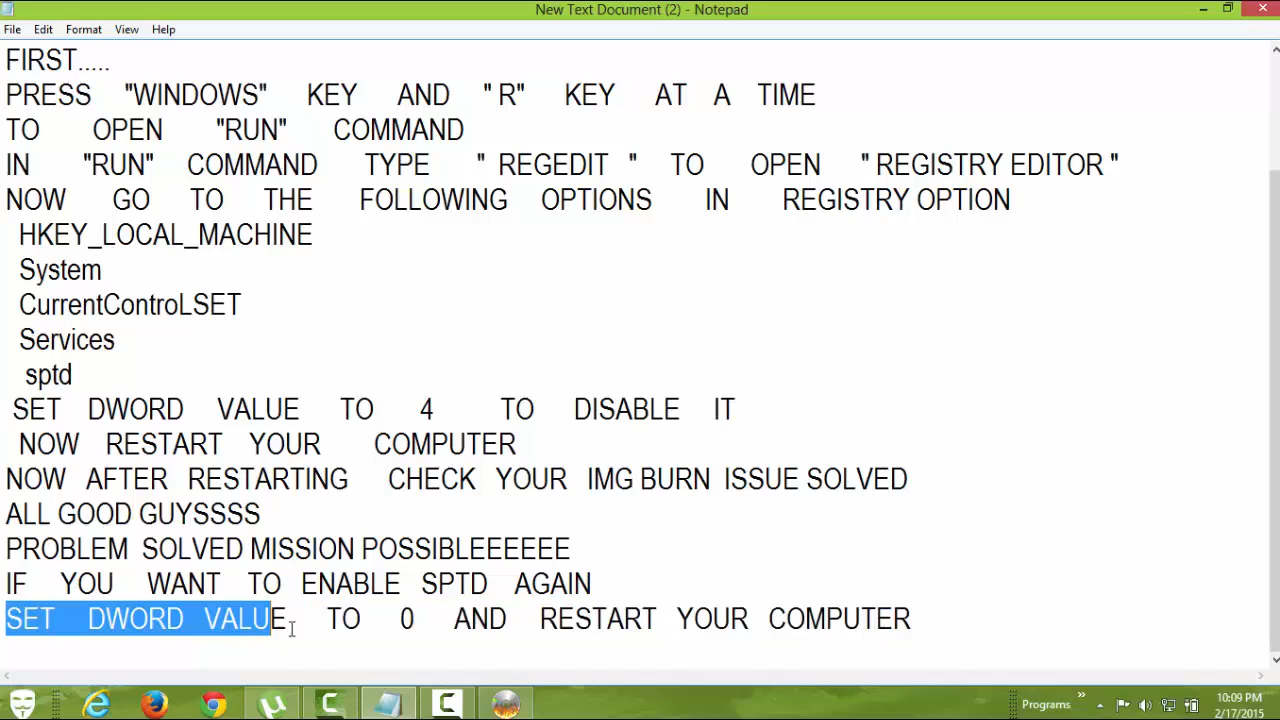 New Text Document (2) - Notepad
File Edit Format View Help
FIRST.....
PRESS "WINDOWS" KEY AND " R" KEY AT A TIME
TO OPEN "RUN" COMMAND
IN "RUN" COMMAND TYPE " REGEDIT " TO OPEN " REGISTRY EDITOR "
NOW GO TO THE FOLLOWING OPTIONS IN REGISTRY OPTION
HKEY_LOCAL_MACHINE
System
CurrentControLSET
Services
sptd
SET DWORD VALUE TO 4 TO DISABLE IT
NOW RESTART YOUR COMPUTER
NOW AFTER RESTARTING CHECK YOUR IMG BURN ISSUE SOLVED
ALL GOOD GUYSSSS
PROBLEM SOLVED MISSION POSSIBLEEEEEE
IF YOU WANT TO ENABLE SPTD AGAIN
SET DWORD VALUE TO 0 AND RESTART YOUR COMPUTER
Programs
10:09 PM
2/17/2015